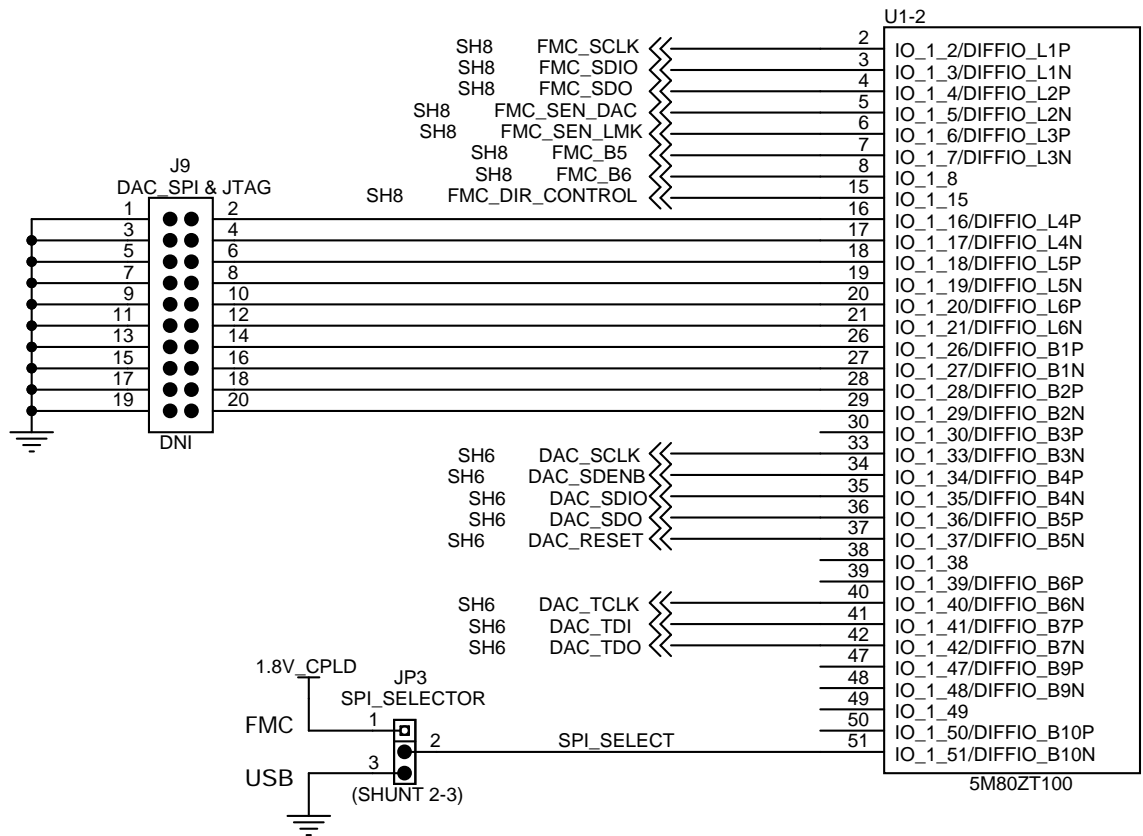 U1-2
SH8 FMC_SCLK 2 IO_1_2/DIFFIO_L1P
SH8 FMC_SDIO 3 IO_1_3/DIFFIO_L1N
SH8 FMC_SDO 4 IO_1_4/DIFFIO_L2P
SH8 FMC_SEN_DAC 5 IO_1_5/DIFFIO_L2N
SH8 FMC_SEN_LMK 6 IO_1_6/DIFFIO_L3P
SH8 FMC_B5 7 IO_1_7/DIFFIO_L3N
SH8 FMC_B6 8 IO_1_8
SH8 FMC_DIR_CONTROL 15 IO_1_15
J9
DAC_SPI & JTAG
1 2 16 IO_1_16/DIFFIO_L4P
3 4 17 IO_1_17/DIFFIO_L4N
5 6 18 IO_1_18/DIFFIO_L5P
7 8 19 IO_1_19/DIFFIO_L5N
9 10 20 IO_1_20/DIFFIO_L6P
11 12 21 IO_1_21/DIFFIO_L6N
13 14 26 IO_1_26/DIFFIO_B1P
15 16 27 IO_1_27/DIFFIO_B1N
17 18 28 IO_1_28/DIFFIO_B2P
19 20 29 IO_1_29/DIFFIO_B2N
DNI
30 IO_1_30/DIFFIO_B3P
SH6 DAC_SCLK 33 IO_1_33/DIFFIO_B3N
SH6 DAC_SDENB 34 IO_1_34/DIFFIO_B4P
SH6 DAC_SDIO 35 IO_1_35/DIFFIO_B4N
SH6 DAC_SDO 36 IO_1_36/DIFFIO_B5P
SH6 DAC_RESET 37 IO_1_37/DIFFIO_B5N
38 IO_1_38
39 IO_1_39/DIFFIO_B6P
SH6 DAC_TCLK 40 IO_1_40/DIFFIO_B6N
SH6 DAC_TDI 41 IO_1_41/DIFFIO_B7P
SH6 DAC_TDO 42 IO_1_42/DIFFIO_B7N
47 IO_1_47/DIFFIO_B9P
48 IO_1_48/DIFFIO_B9N
49 IO_1_49
50 IO_1_50/DIFFIO_B10P
1.8V_CPLD
JP3
SPI_SELECTOR
FMC 1
2 SPI_SELECT 51 IO_1_51/DIFFIO_B10N
USB 3
(SHUNT 2-3)
5M80ZT100